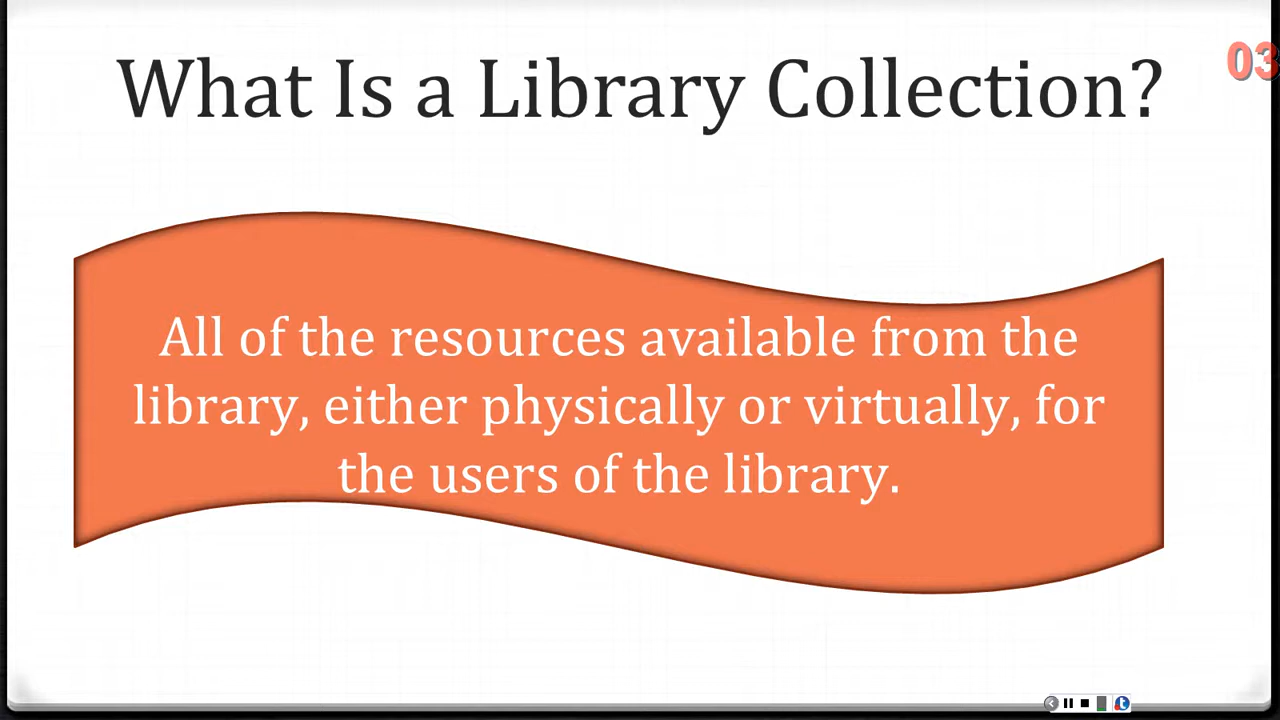 What Is a Library Collection?
03
All of the resources available from the
library, either physically or virtually, for
the users of the library.